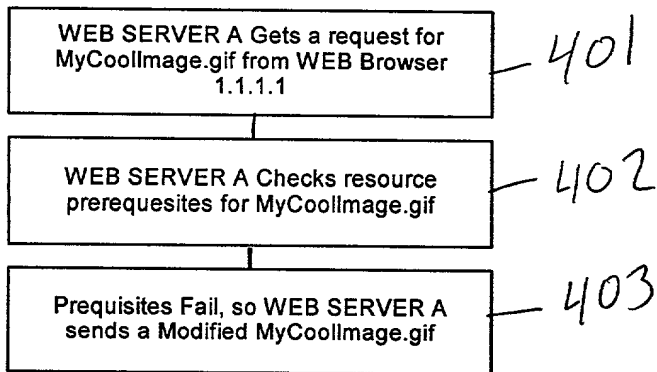 WEB SERVER A Gets a request for
MyCoolImage.gif from WEB Browser
1.1.1.1
401
WEB SERVER A Checks resource
prerequesites for MyCoolImage.gif
402
Prequisites Fail, so WEB SERVER A
sends a Modified MyCoolImage.gif
403